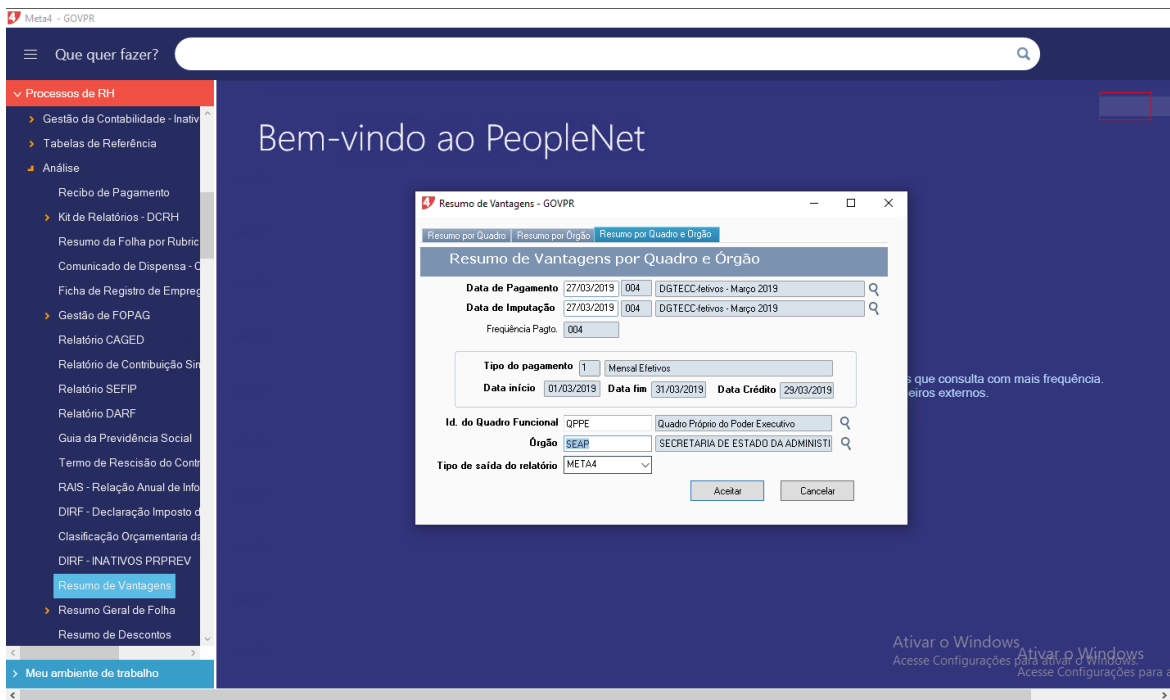 Meta4 - GOVPR
Que quer fazer?
Processos de RH
Gestão da Contabilidade - Inativ
Tabelas de Referência
Análise
Recibo de Pagamento
Kit de Relatórios - DCRH
Resumo da Folha por Rubric
Comunicado de Dispensa - C
Ficha de Registro de Empreg
Gestão de FOPAG
Relatório CAGED
Relatório de Contribuição Sin
Relatório SEFIP
Relatório DARF
Guia da Previdência Social
Termo de Rescisão do Contr
RAIS - Relação Anual de Info
DIRF - Declaração Imposto d
Clasificação Orçamentaria da
DIRF - INATIVOS PRPREV
Resumo de Vantagens
Resumo Geral de Folha
Resumo de Descontos
Meu ambiente de trabalho
Bem-vindo ao PeopleNet
Resumo de Vantagens - GOVPR
Resumo por Quadro Resumo por Órgão Resumo por Quadro e Órgão
Resumo de Vantagens por Quadro e Órgão
Data de Pagamento 27/03/2019 004 DGTECC-fetivos - Março 2019
Data de Imputação 27/03/2019 004 DGTECC-fetivos - Março 2019
Freqüência Pagto. 004
Tipo do pagamento 1 Mensal Efetivos
Data início 01/03/2019 Data fim 31/03/2019 Data Crédito 29/03/2019
Id. do Quadro Funcional QPPE Quadro Próprio do Poder Executivo
Órgão SEAP SECRETARIA DE ESTADO DA ADMINISTI
Tipo de saída do relatório META4
Aceitar Cancelar
s que consulta com mais frequência.
eiros externos.
Ativar o Windows
Acesse Configurações para ativar o Windows.
Ativar o Windows
Acesse Configurações para a